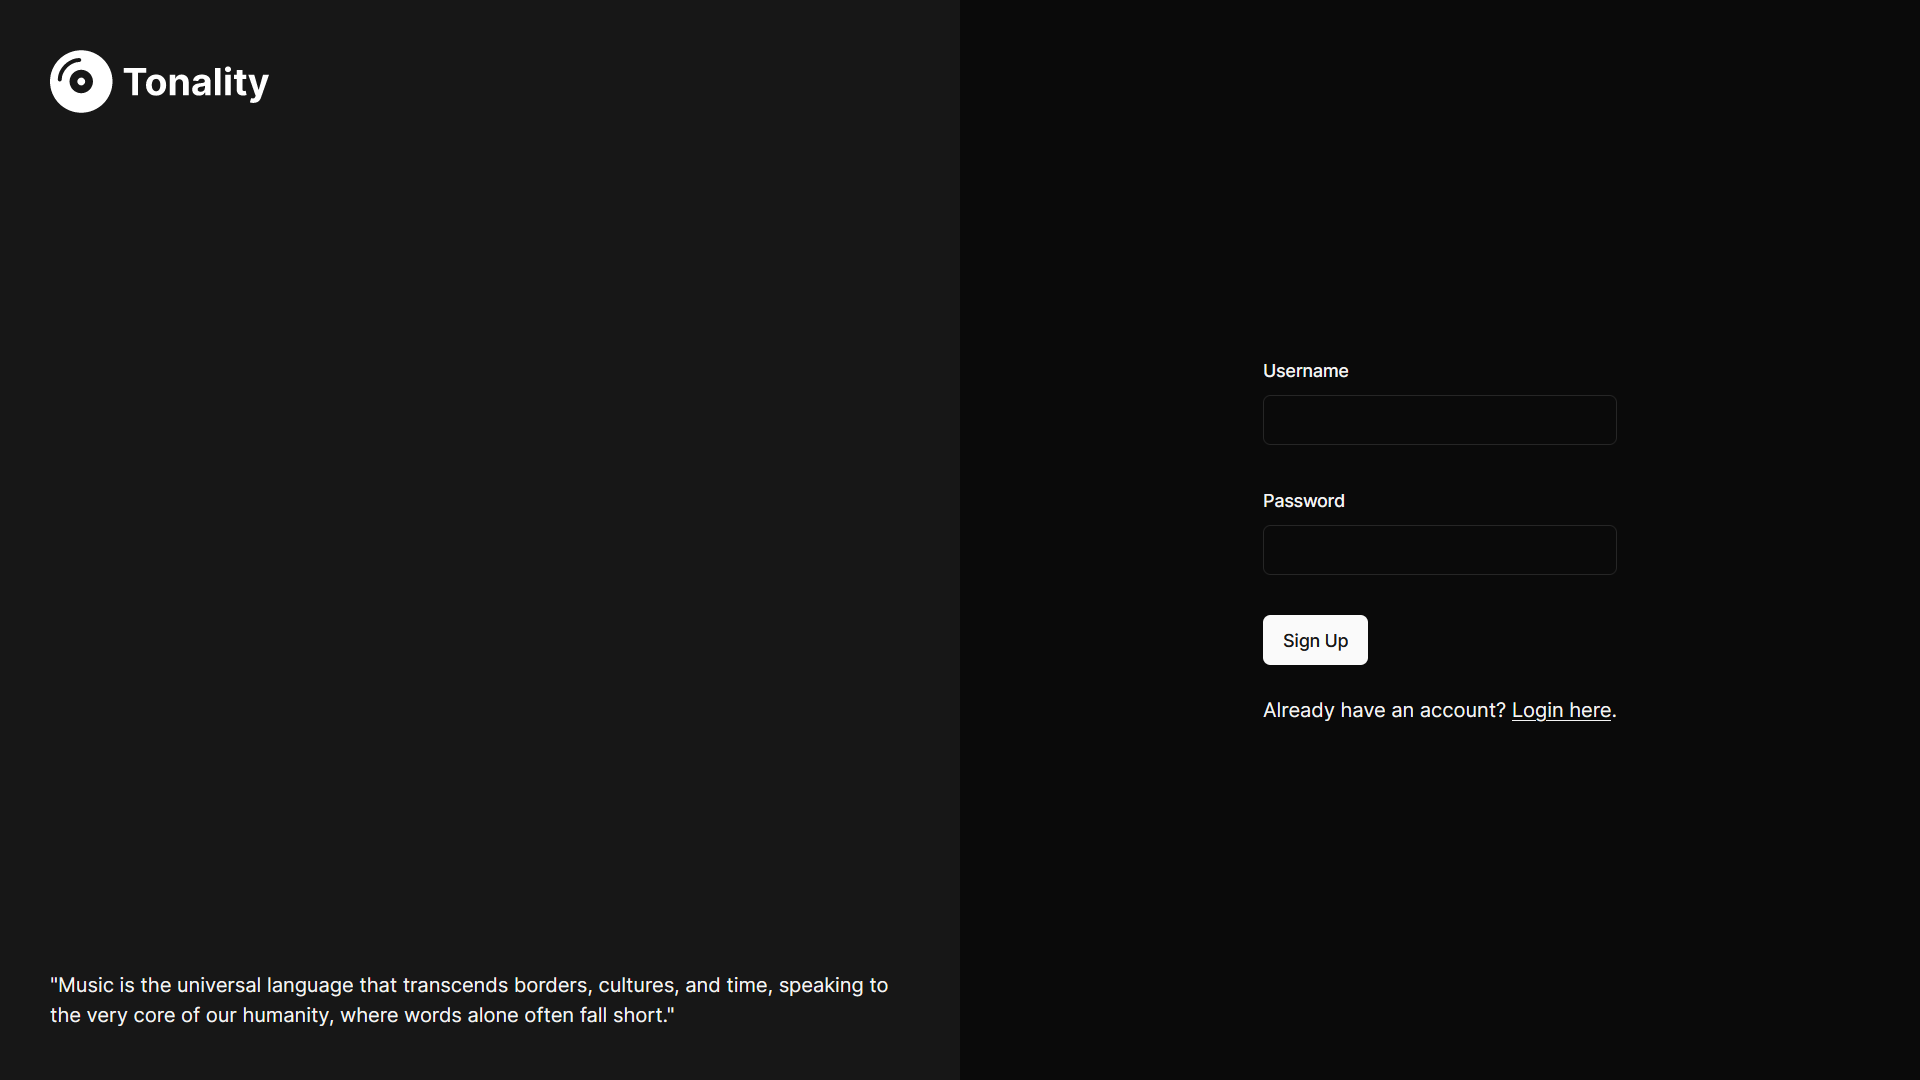 Tonality
"Music is the universal language that transcends borders, cultures, and time, speaking to
the very core of our humanity, where words alone often fall short."
Username
Password
Sign Up
Already have an account? Login here.